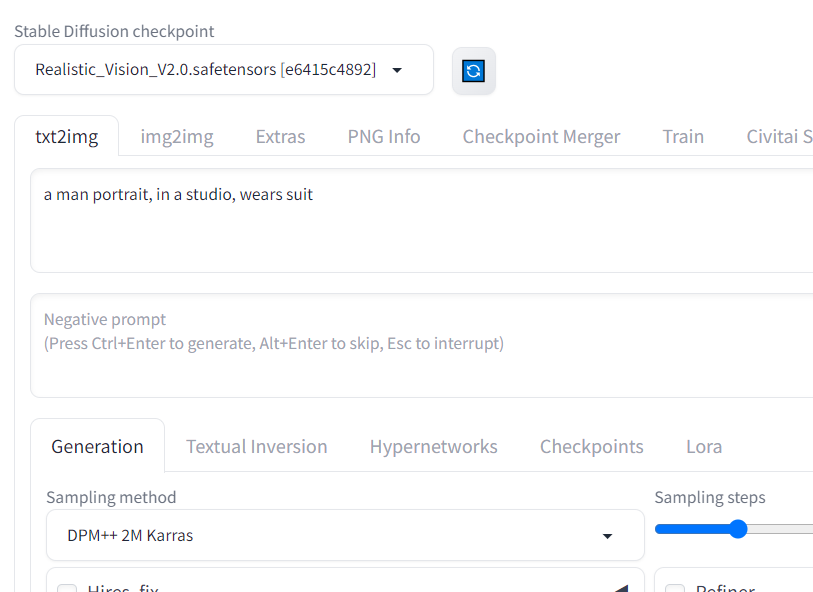 Stable Diffusion checkpoint
Realistic_Vision_V2.0.safetensors [e6415c4892]
txt2img img2img Extras PNG Info Checkpoint Merger Train Civitai S
a man portrait, in a studio, wears suit
Negative prompt
(Press Ctrl+Enter to generate, Alt+Enter to skip, Esc to interrupt)
Generation Textual Inversion Hypernetworks Checkpoints Lora
Sampling method Sampling steps
DPM++ 2M Karras
Hires. fix Refiner